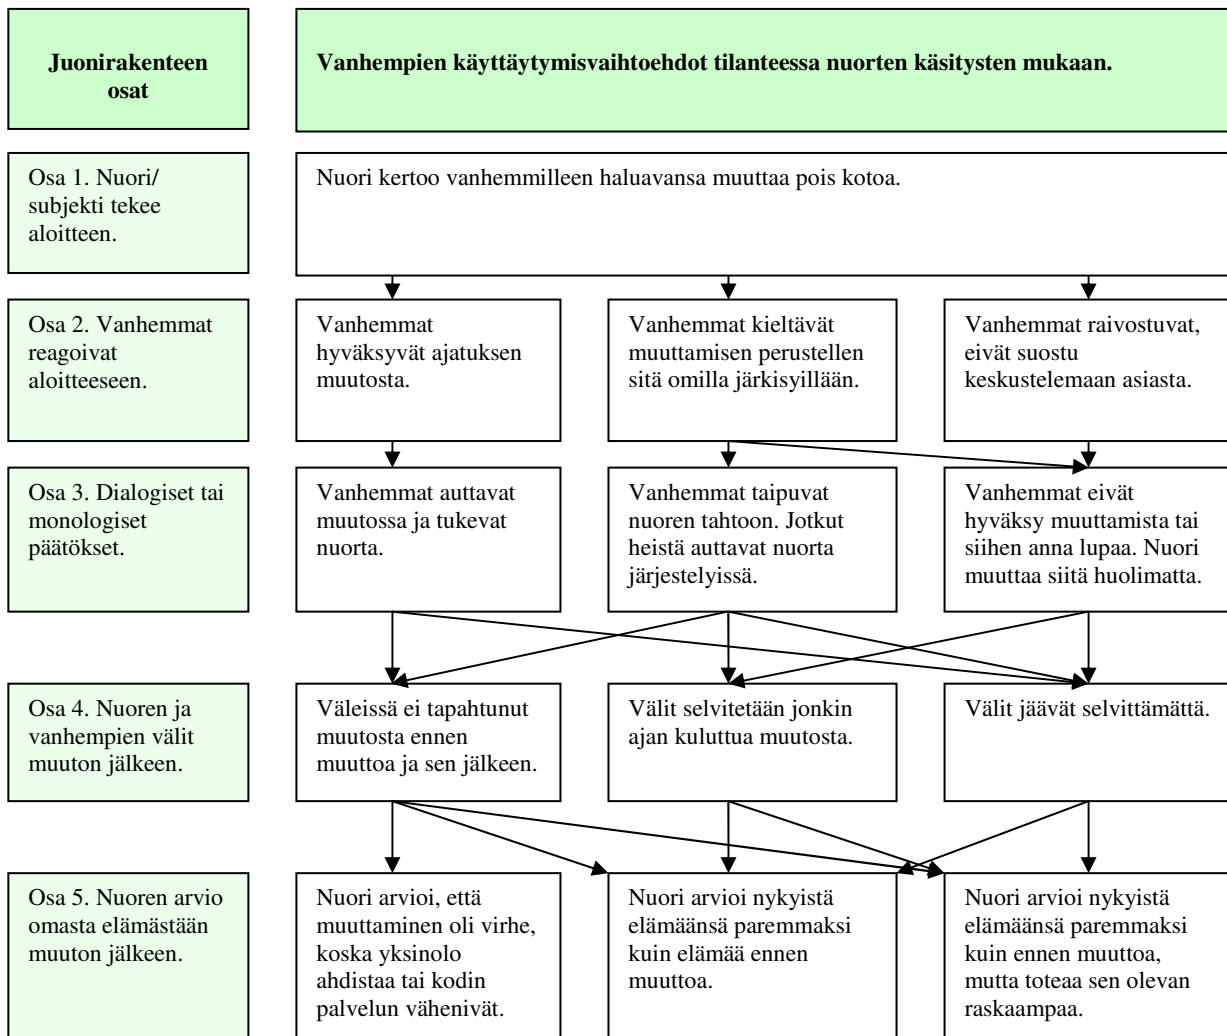 Juonirakenteen
osat
Vanhempien käyttäytymisvaihtoehdot tilanteessa nuorten käsitysten mukaan.
Osa 1. Nuori/
subjekti tekee
aloitteen.
Nuori kertoo vanhemmilleen haluavansa muuttaa pois kotoa.
Osa 2. Vanhemmat
reagoivat
aloitteeseen.
Vanhemmat
hyväksyvät ajatuksen
muutosta.
Vanhemmat kieltävät
muuttamisen perustellen
sitä omilla järkisyillään.
Vanhemmat raivostuvat,
eivät suostu
keskustelemaan asiasta.
Osa 3. Dialogiset tai
monologiset
päätökset.
Vanhemmat auttavat
muutossa ja tukevat
nuorta.
Vanhemmat taipuvat
nuoren tahtoon. Jotkut
heistä auttavat nuorta
järjestelyissä.
Vanhemmat eivät
hyväksy muuttamista tai
siihen anna lupaa. Nuori
muuttaa siitä huolimatta.
Osa 4. Nuoren ja
vanhempien välit
muuton jälkeen.
Väleissä ei tapahtunut
muutosta ennen
muuttoa ja sen jälkeen.
Välit selvitetään jonkin
ajan kuluttua muutosta.
Välit jäävät selvittämättä.
Osa 5. Nuoren arvio
omasta elämästään
muuton jälkeen.
Nuori arvioi, että
muuttaminen oli virhe,
koska yksinolo
ahdistaa tai kodin
palvelun vähenivät.
Nuori arvioi nykyistä
elämäänsä paremmaksi
kuin elämää ennen
muuttoa.
Nuori arvioi nykyistä
elämäänsä paremmaksi
kuin ennen muuttoa,
mutta toteaa sen olevan
raskaampaa.